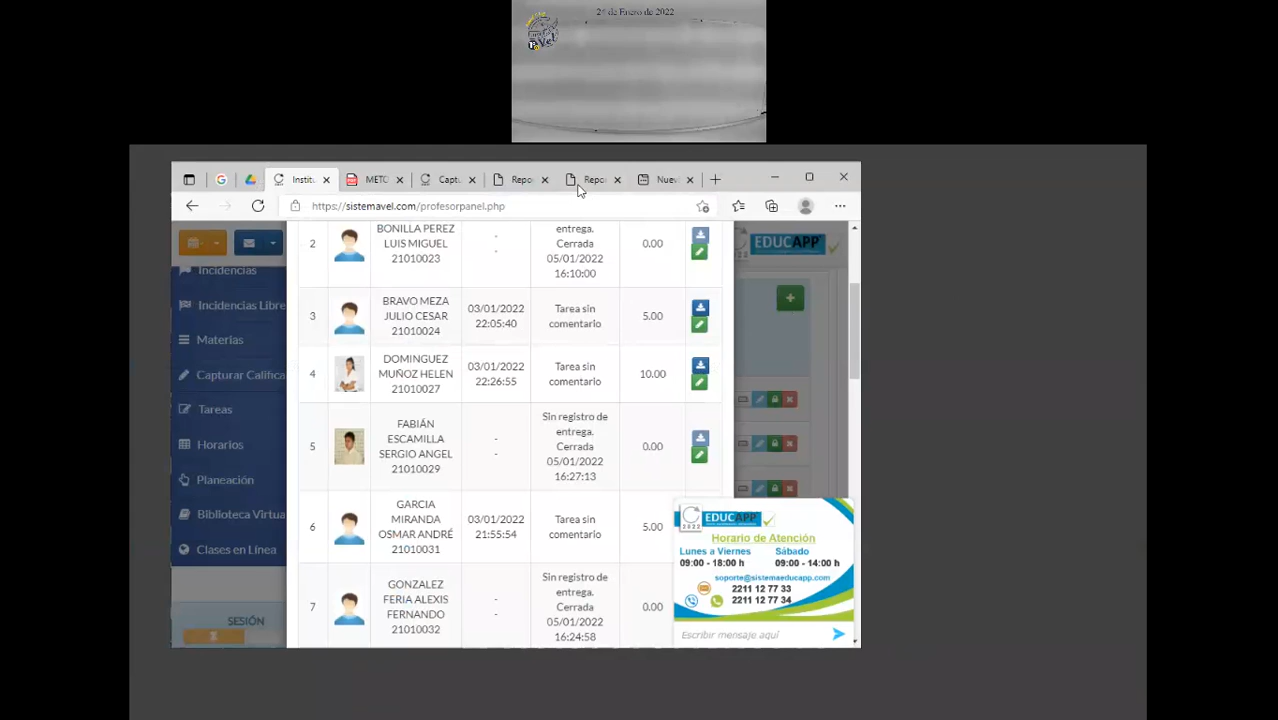 24 de Enero de 2022
https://sistemavel.com/profesorpanel.php
EDUCAPP
Incidencias
Incidencias Libre
Materias
Capturar Califica
Tareas
Horarios
Planeación
Biblioteca Virtua
Clases en Línea
SESIÓN
2
BONILLA PEREZ
LUIS MIGUEL
21010023
-
-
entrega.
Cerrada
05/01/2022
16:10:00
0.00
3
BRAVO MEZA
JULIO CESAR
21010024
03/01/2022
22:05:40
Tarea sin
comentario
5.00
4
DOMINGUEZ
MUÑOZ HELEN
21010027
03/01/2022
22:26:55
Tarea sin
comentario
10.00
5
FABIÁN
ESCAMILLA
SERGIO ANGEL
21010029
-
-
Sin registro de
entrega.
Cerrada
05/01/2022
16:27:13
0.00
6
GARCIA
MIRANDA
OSMAR ANDRÉ
21010031
03/01/2022
21:55:54
Tarea sin
comentario
5.00
7
GONZALEZ
FERIA ALEXIS
FERNANDO
21010032
-
-
Sin registro de
entrega.
Cerrada
05/01/2022
16:24:58
0.00
2022
EDUCAPP
Horario de Atención
Lunes a Viernes
09:00 - 18:00 h
Sábado
09:00 - 14:00 h
soporte@sistemaeducapp.com
2211 12 77 33
2211 12 77 34
Escribir mensaje aquí